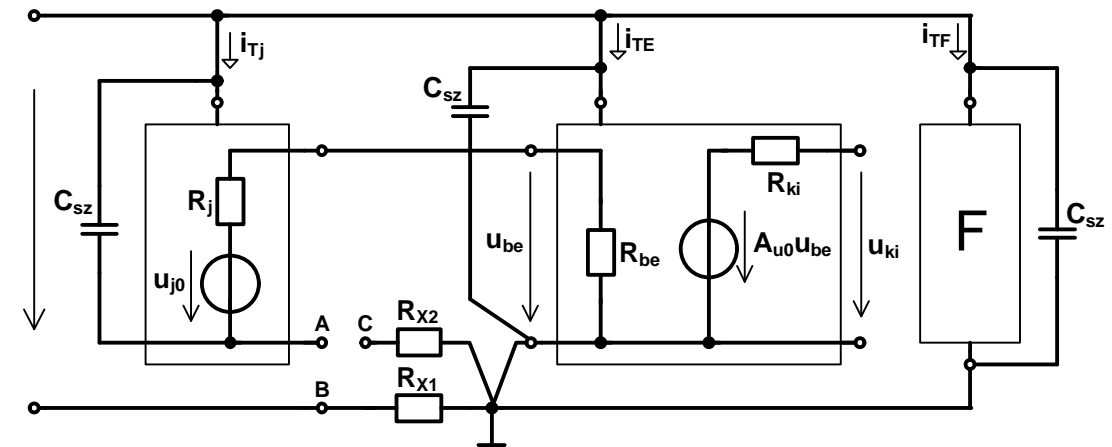 i_Tj
i_TE
i_TF
C_sz
C_sz
R_j
R_ki
u_j0
u_be
R_be
A_u0u_be
u_ki
F
C_sz
A
C
R_X2
B
R_X1